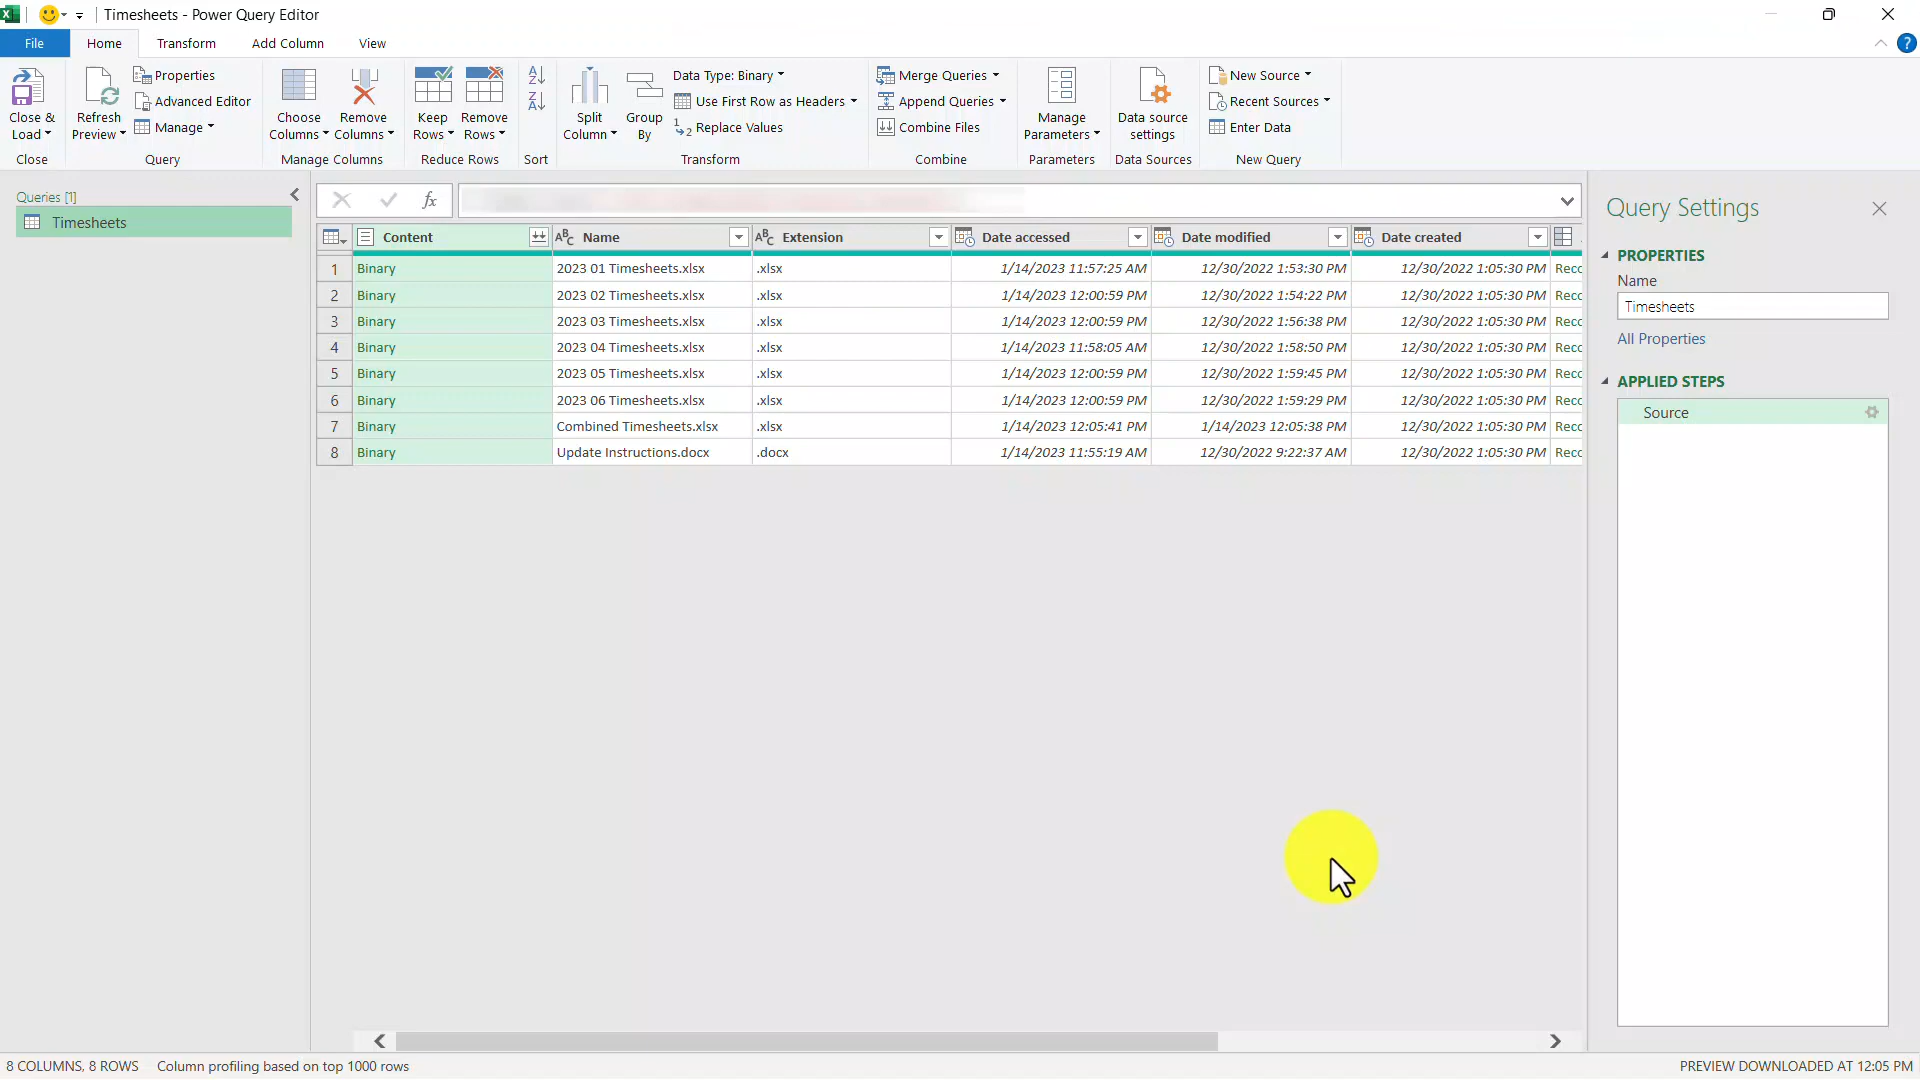 Timesheets - Power Query Editor
File Home Transform Add Column View
Close & Load
Close
Refresh Preview
Properties
Advanced Editor
Manage
Query
Choose Columns
Remove Columns
Manage Columns
Keep Rows
Remove Rows
Reduce Rows
Sort
Split Column
Group By
Data Type: Binary
Use First Row as Headers
Replace Values
Transform
Merge Queries
Append Queries
Combine Files
Combine
Manage Parameters
Parameters
Data source settings
Data Sources
New Source
Recent Sources
Enter Data
New Query
Queries [1]
Timesheets
fx
Content Name Extension Date accessed Date modified Date created
1 Binary 2023 01 Timesheets.xlsx .xlsx 1/14/2023 11:57:25 AM 12/30/2022 1:53:30 PM 12/30/2022 1:05:30 PM Reco
2 Binary 2023 02 Timesheets.xlsx .xlsx 1/14/2023 12:00:59 PM 12/30/2022 1:54:22 PM 12/30/2022 1:05:30 PM Reco
3 Binary 2023 03 Timesheets.xlsx .xlsx 1/14/2023 12:00:59 PM 12/30/2022 1:56:38 PM 12/30/2022 1:05:30 PM Reco
4 Binary 2023 04 Timesheets.xlsx .xlsx 1/14/2023 11:58:05 AM 12/30/2022 1:58:50 PM 12/30/2022 1:05:30 PM Reco
5 Binary 2023 05 Timesheets.xlsx .xlsx 1/14/2023 12:00:59 PM 12/30/2022 1:59:45 PM 12/30/2022 1:05:30 PM Reco
6 Binary 2023 06 Timesheets.xlsx .xlsx 1/14/2023 12:00:59 PM 12/30/2022 1:59:29 PM 12/30/2022 1:05:30 PM Reco
7 Binary Combined Timesheets.xlsx .xlsx 1/14/2023 12:05:41 PM 1/14/2023 12:05:38 PM 12/30/2022 1:05:30 PM Reco
8 Binary Update Instructions.docx .docx 1/14/2023 11:55:19 AM 12/30/2022 9:22:37 AM 12/30/2022 1:05:30 PM Reco
Query Settings
PROPERTIES
Name
Timesheets
All Properties
APPLIED STEPS
Source
8 COLUMNS, 8 ROWS Column profiling based on top 1000 rows
PREVIEW DOWNLOADED AT 12:05 PM